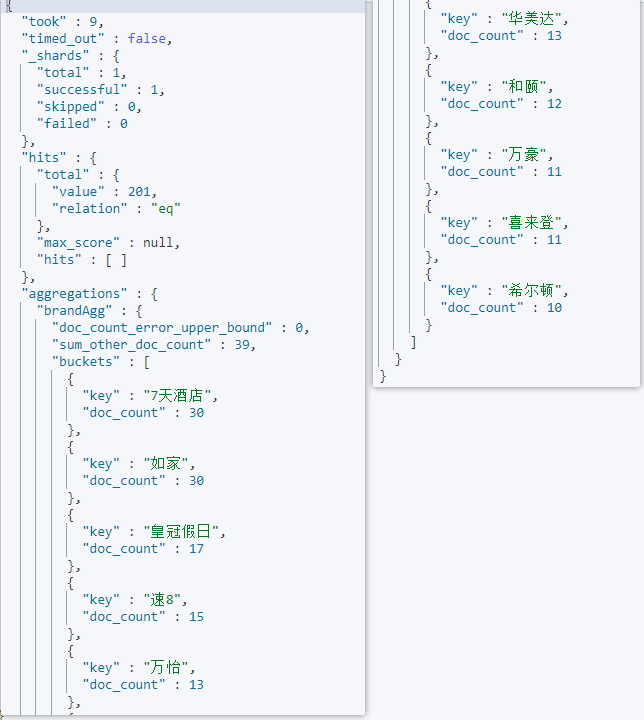 {
"took" : 9,
"timed_out" : false,
"_shards" : {
"total" : 1,
"successful" : 1,
"skipped" : 0,
"failed" : 0
},
"hits" : {
"total" : {
"value" : 201,
"relation" : "eq"
},
"max_score" : null,
"hits" : [ ]
},
"aggregations" : {
"brandAgg" : {
"doc_count_error_upper_bound" : 0,
"sum_other_doc_count" : 39,
"buckets" : [
{
"key" : "7天酒店",
"doc_count" : 30
},
{
"key" : "如家",
"doc_count" : 30
},
{
"key" : "皇冠假日",
"doc_count" : 17
},
{
"key" : "速8",
"doc_count" : 15
},
{
"key" : "万怡",
"doc_count" : 13
},
{
"key" : "华美达",
"doc_count" : 13
},
{
"key" : "和颐",
"doc_count" : 12
},
{
"key" : "万豪",
"doc_count" : 11
},
{
"key" : "喜来登",
"doc_count" : 11
},
{
"key" : "希尔顿",
"doc_count" : 10
}
]
}
}